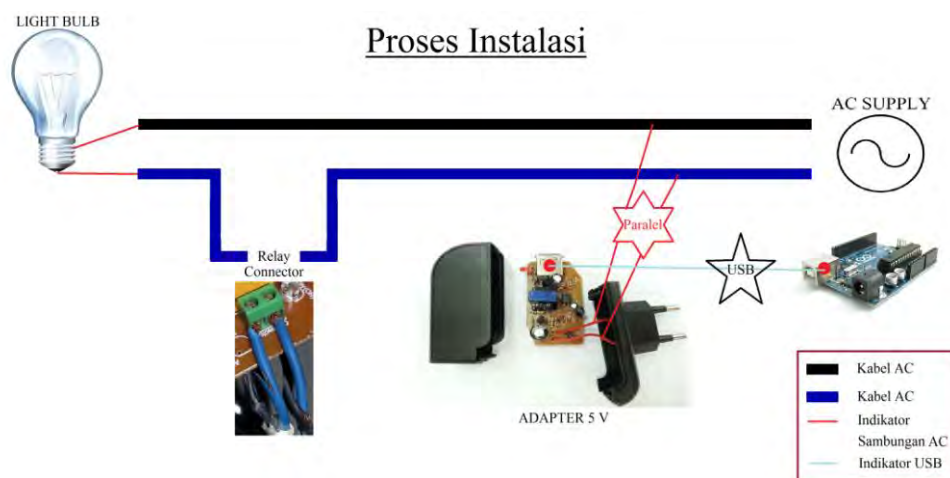 LIGHT BULB
Proses Instalasi
AC SUPPLY
Relay
Connector
Paralel
USB
ADAPTER 5 V
Kabel AC
Kabel AC
Indikator
Sambungan AC
Indikator USB